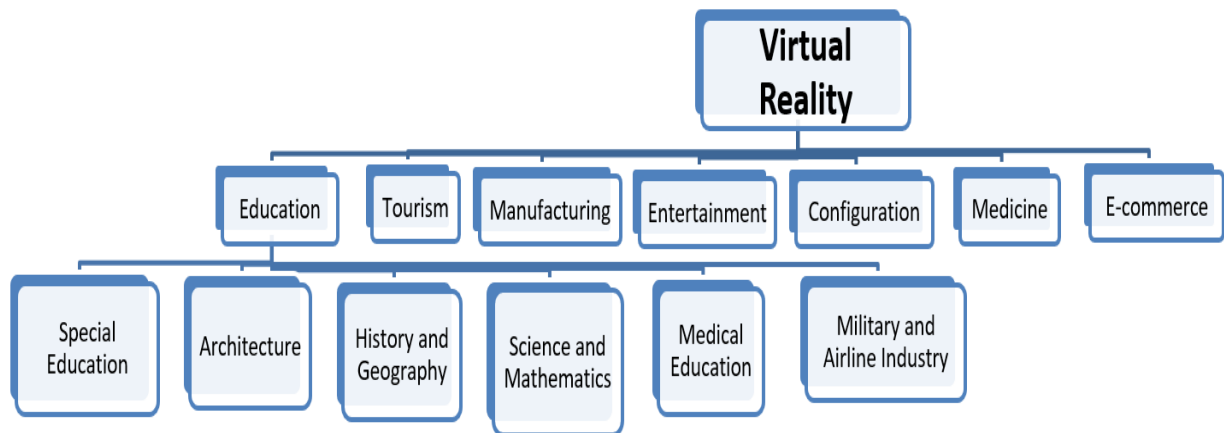 Virtual
Reality
Education
Tourism
Manufacturing
Entertainment
Configuration
Medicine
E-commerce
Special
Education
Architecture
History and
Geography
Science and
Mathematics
Medical
Education
Military and
Airline Industry